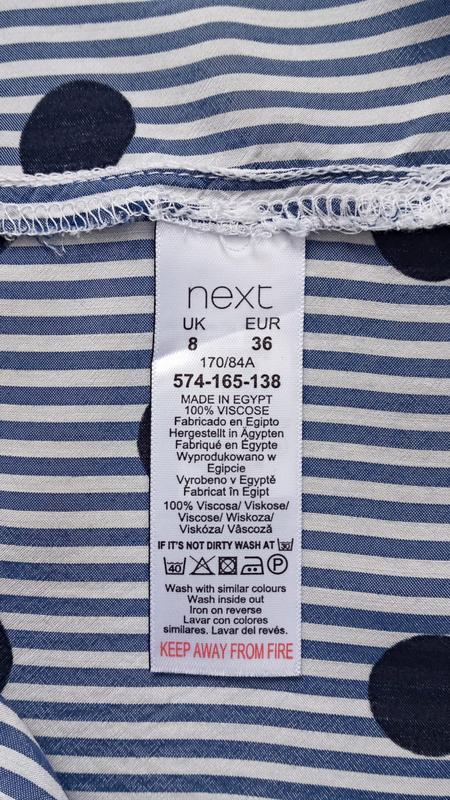 next
UK EUR
8 36
170/84A
574-165-138
MADE IN EGYPT
100% VISCOSE
Fabricado en Egipto
Hergestellt in Ägypten
Fabriqué en Égypte
Wyprodukowano w
Egipcie
Vyrobeno v Egyptě
Fabricat în Egipt
100% Viscosa/ Viskose/
Viscose/ Wiskoza/
Viskóza/ Vâscoză
IF IT'S NOT DIRTY WASH AT 30
40 P
Wash with similar colours
Wash inside out
Iron on reverse
Lavar con colores
similares. Lavar del revés.
KEEP AWAY FROM FIRE